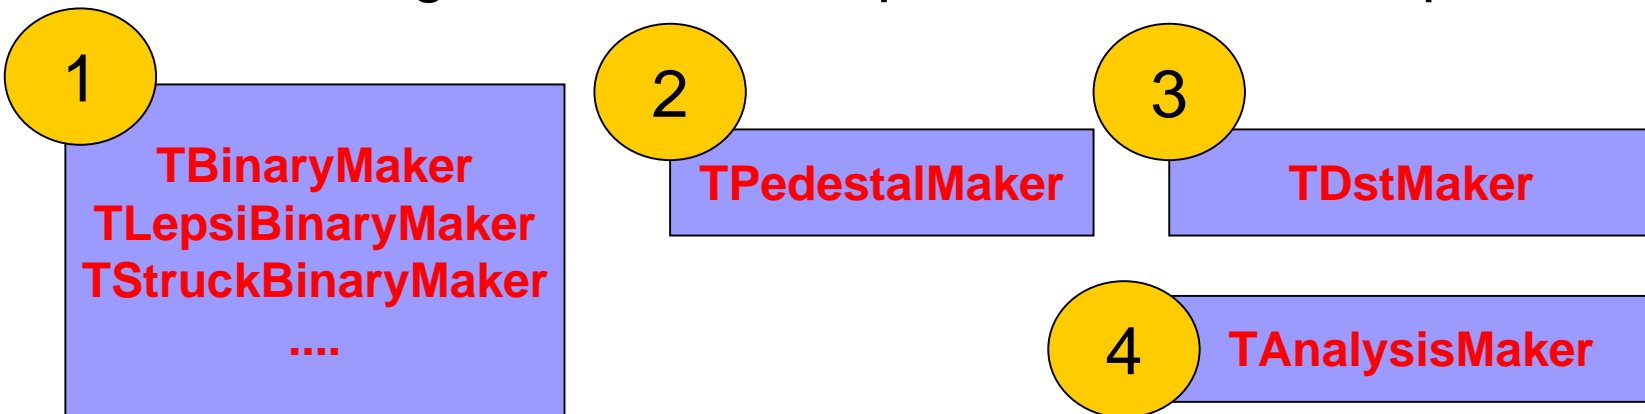 1
TBinaryMaker
TLepsiBinaryMaker
TStruckBinaryMaker
....
2
TPedestalMaker
3
TDstMaker
4
TAnalysisMaker